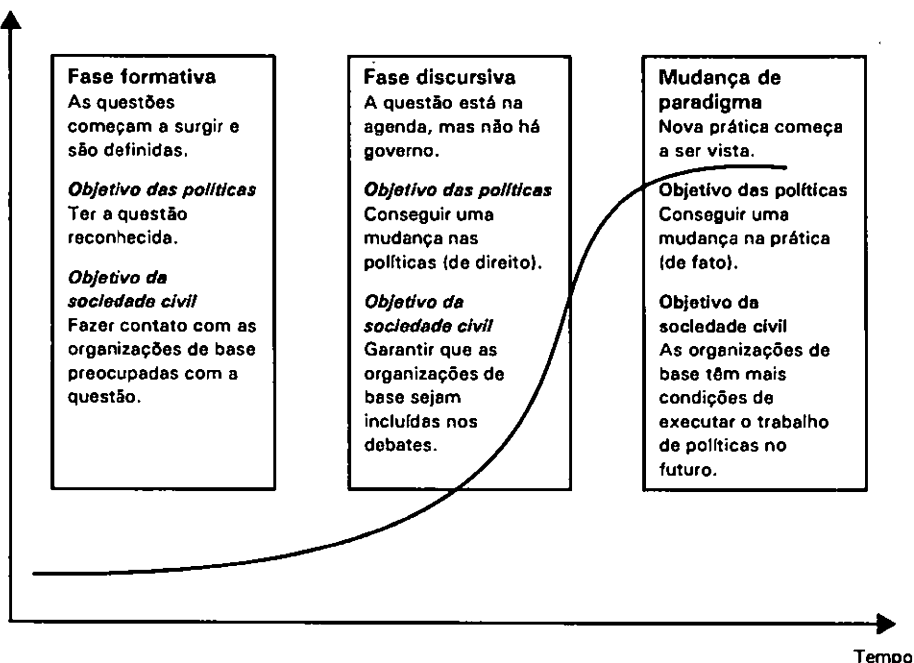 Fase formativa
As questões
começam a surgir e
são definidas.
Objetivo das políticas
Ter a questão
reconhecida.
Objetivo da
sociedade civil
Fazer contato com as
organizações de base
preocupadas com a
questão.
Fase discursiva
A questão está na
agenda, mas não há
governo.
Objetivo das políticas
Conseguir uma
mudança nas
políticas (de direito).
Objetivo da
sociedade civil
Garantir que as
organizações de
base sejam
incluídas nos
debates.
Mudança de
paradigma
Nova prática começa
a ser vista.
Objetivo das políticas
Conseguir uma
mudança na prática
(de fato).
Objetivo da
sociedade civil
As organizações de
base têm mais
condições de
executar o trabalho
de políticas no
futuro.
Tempo